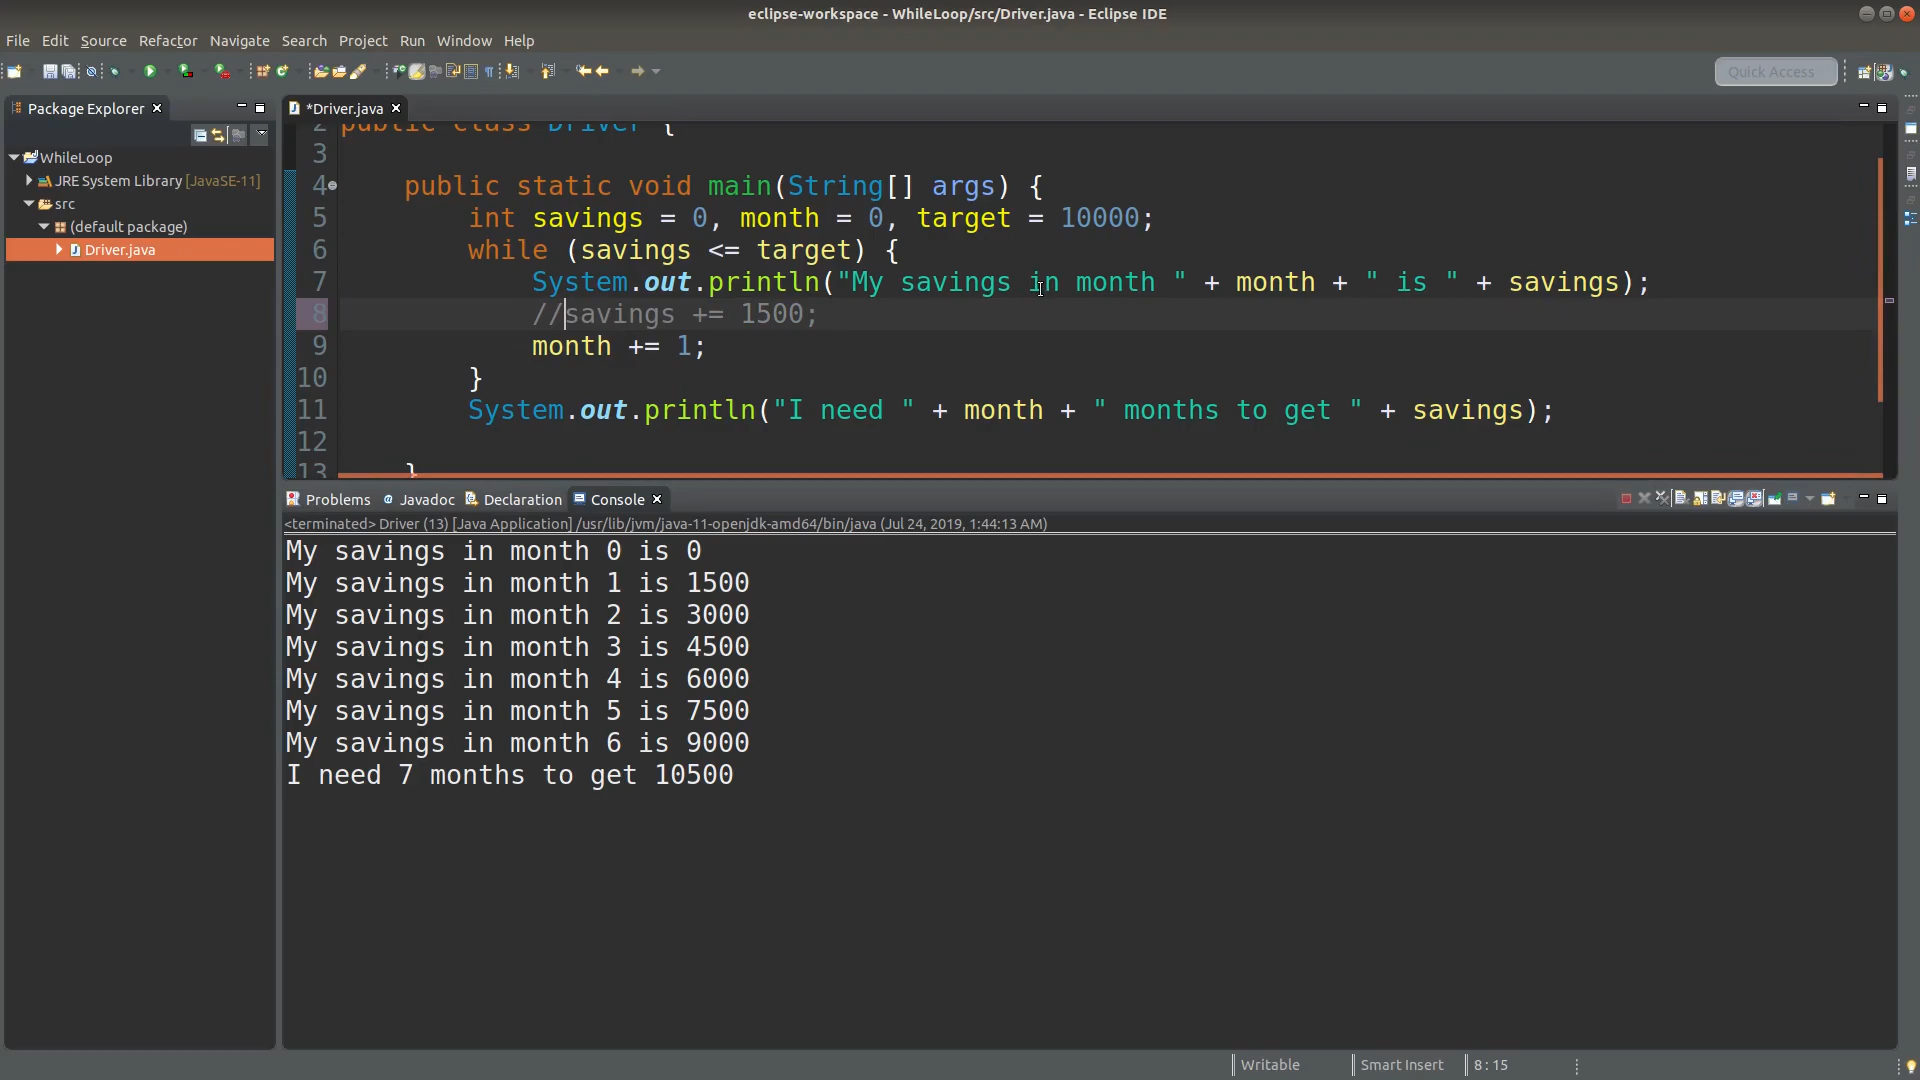 eclipse-workspace - WhileLoop/src/Driver.java - Eclipse IDE
File Edit Source Refactor Navigate Search Project Run Window Help
Quick Access
Package Explorer
WhileLoop
JRE System Library [JavaSE-11]
src
(default package)
Driver.java
*Driver.java
2 public class Driver {
3
4 public static void main(String[] args) {
5 int savings = 0, month = 0, target = 10000;
6 while (savings <= target) {
7 System.out.println("My savings in month " + month + " is " + savings);
8 //savings += 1500;
9 month += 1;
10 }
11 System.out.println("I need " + month + " months to get " + savings);
12
13 }
Problems Javadoc Declaration Console
<terminated> Driver (13) [Java Application] /usr/lib/jvm/java-11-openjdk-amd64/bin/java (Jul 24, 2019, 1:44:13 AM)
My savings in month 0 is 0
My savings in month 1 is 1500
My savings in month 2 is 3000
My savings in month 3 is 4500
My savings in month 4 is 6000
My savings in month 5 is 7500
My savings in month 6 is 9000
I need 7 months to get 10500
Writable Smart Insert 8 : 15